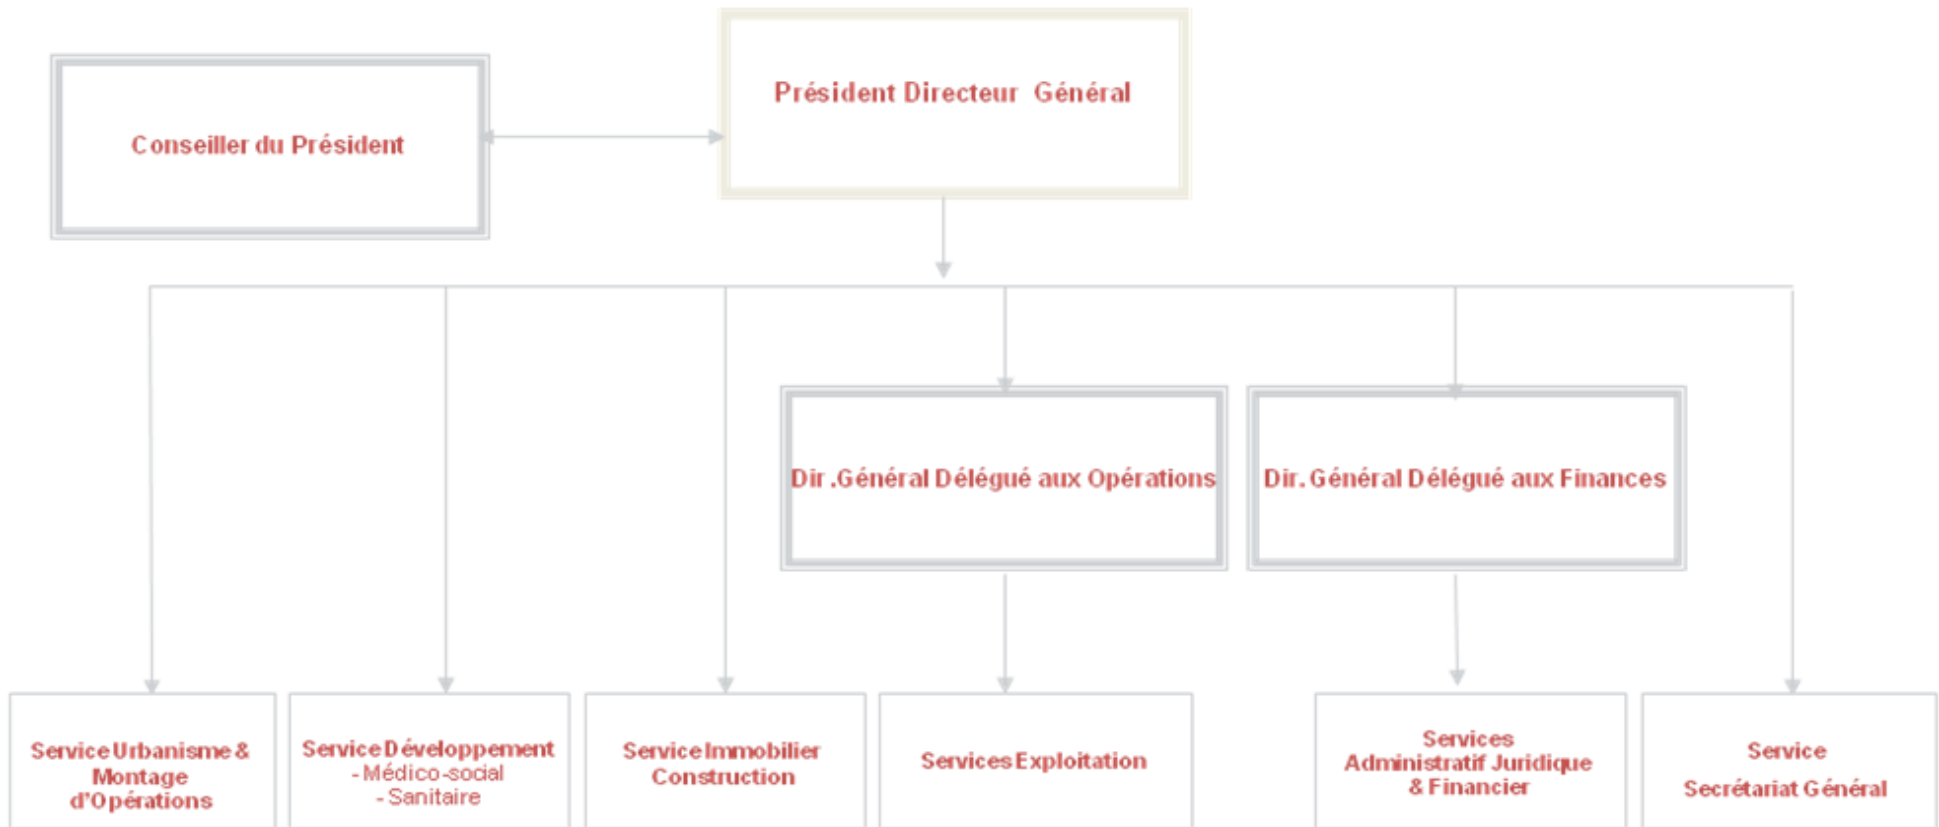 Président Directeur Général
Conseiller du Président
Dir .Général Délégué aux Opérations
Dir. Général Délégué aux Finances
Service Urbanisme &
Montage
d'Opérations
Service Développement
- Médico-social
- Sanitaire
Service Immobilier
Construction
Services Exploitation
Services
Administratif Juridique
& Financier
Service
Secrétariat Général